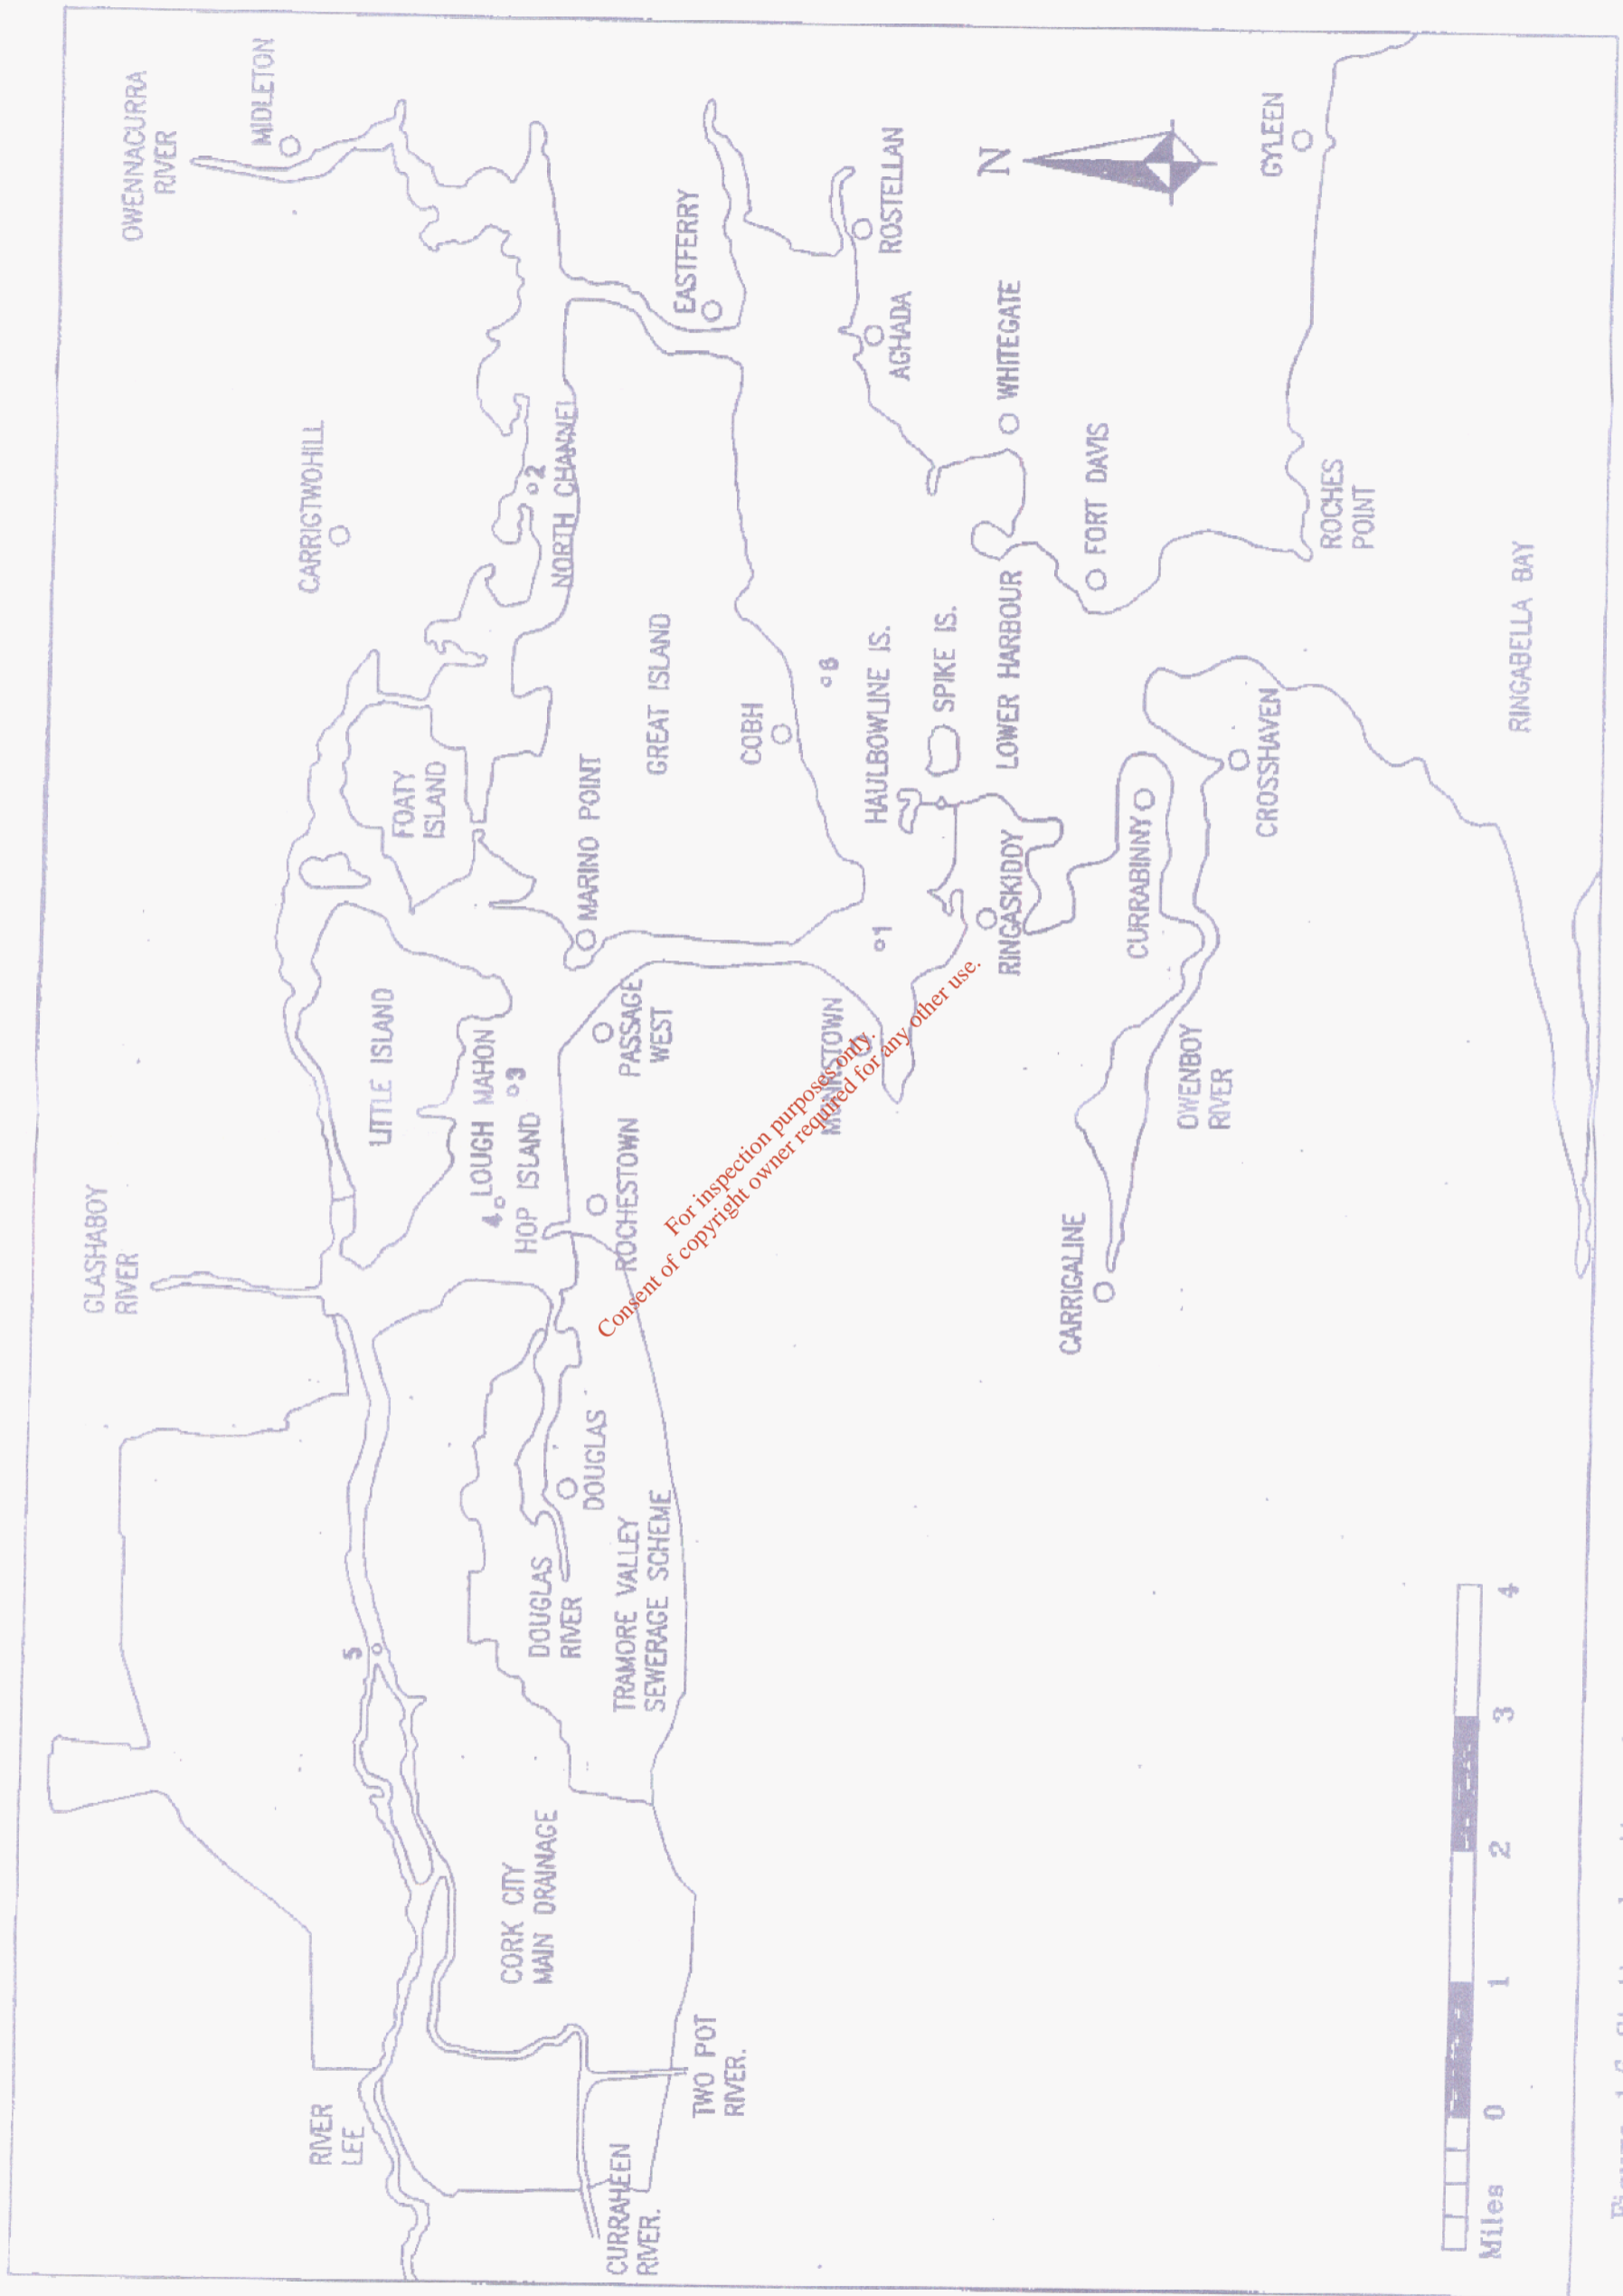 OWENNACURRA
RIVER
MIDLETON
GLASHABOY
RIVER
CARRIGTWOHILL
RIVER
LEE
5
LITTLE ISLAND
FOATY
ISLAND
2
NORTH CHANNEL
4
LOUGH MAHON
3
HOP ISLAND
MARINO POINT
CORK CITY
MAIN DRAINAGE
DOUGLAS
RIVER
DOUGLAS
ROCHESTOWN
PASSAGE
WEST
GREAT ISLAND
EASTFERRY
CURRAHEEN
RIVER.
TRAMORE VALLEY
SEWERAGE SCHEME
TWO POT
RIVER.
COBH
6
MONKSTOWN
1
HAULBOWLINE IS.
SPIKE IS.
AGHADA
ROSTELLAN
RINGASKIDDY
LOWER HARBOUR
WHITEGATE
N
CARRIGALINE
CURRABINNY
FORT DAVIS
OWENBOY
RIVER
CROSSHAVEN
GYLEEN
ROCHES
POINT
RINGABELLA BAY
Miles
0
1
2
3
4
For inspection purposes only.
Consent of copyright owner required for any other use.